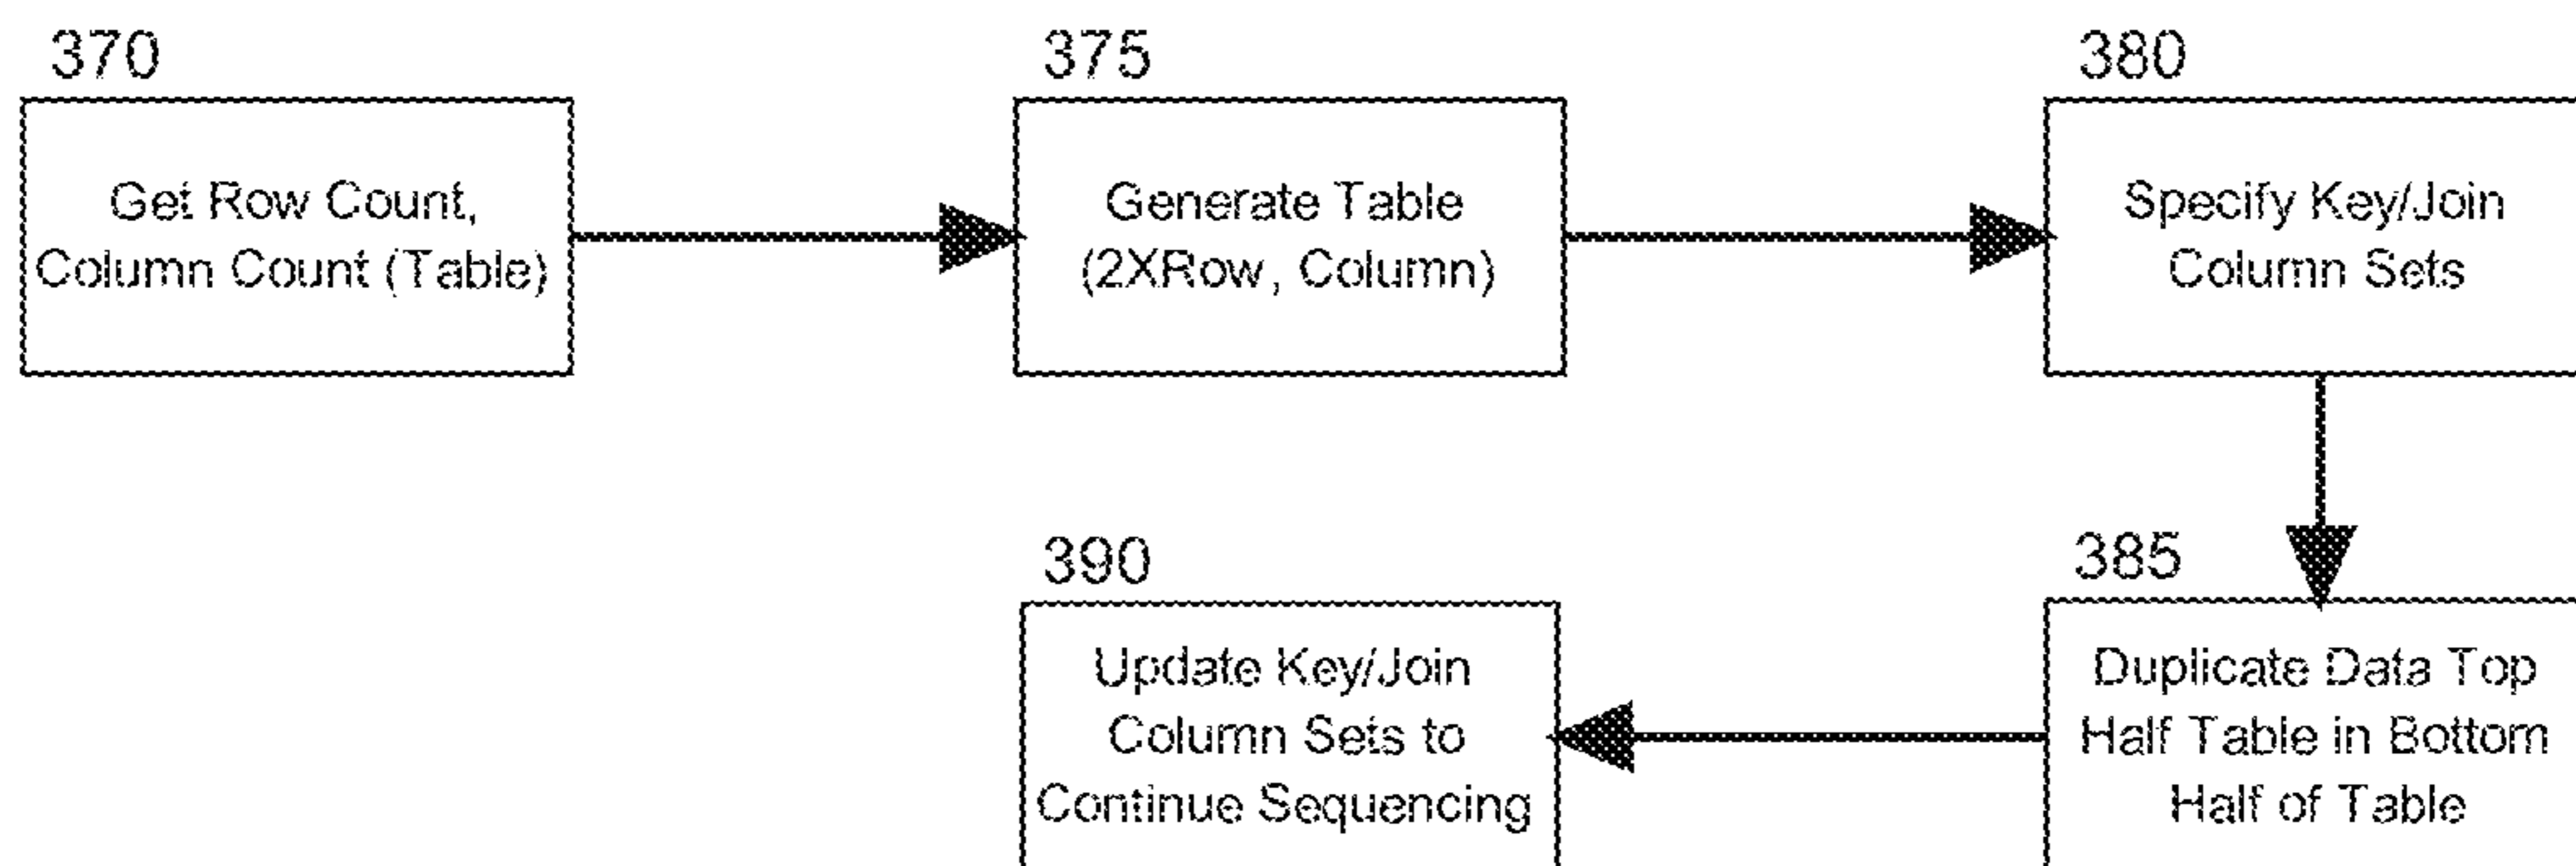 370
Get Row Count,
Column Count (Table)
375
Generate Table
(2XRow, Column)
380
Specify Key/Join
Column Sets
385
Duplicate Data Top
Half Table in Bottom
Half of Table
390
Update Key/Join
Column Sets to
Continue Sequencing